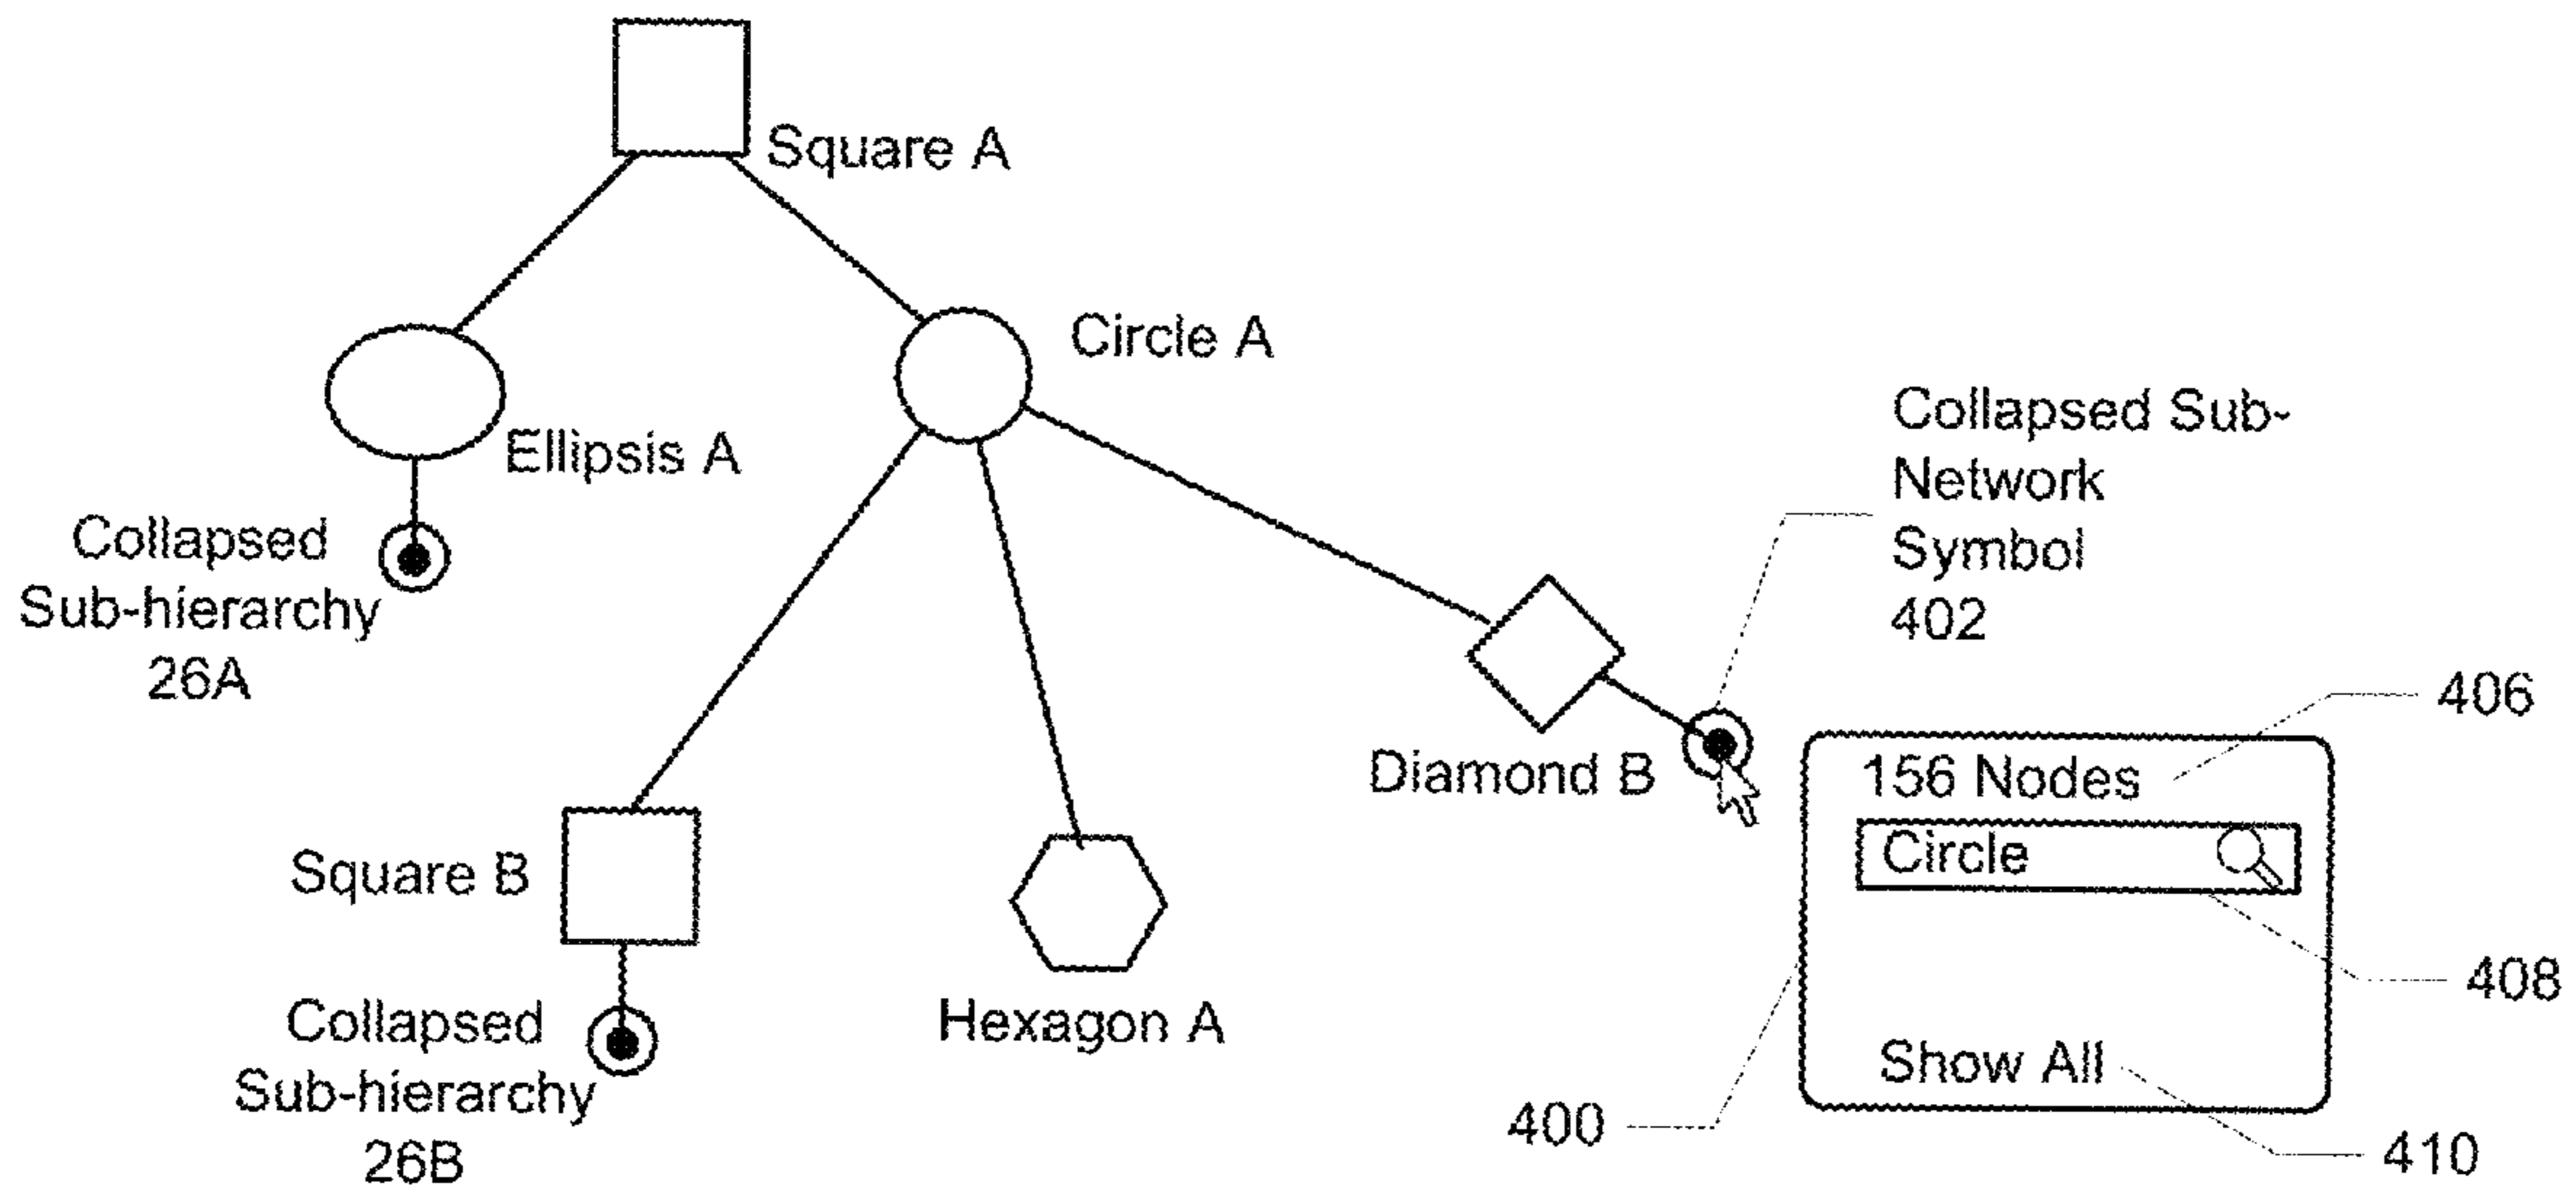 Square A
Circle A
Ellipsis A
Collapsed
Sub-hierarchy
26A
Collapsed Sub-
Network
Symbol
402
406
Diamond B
156 Nodes
Circle
Square B
408
Hexagon A
Collapsed
Sub-hierarchy
26B
Show All
400
410